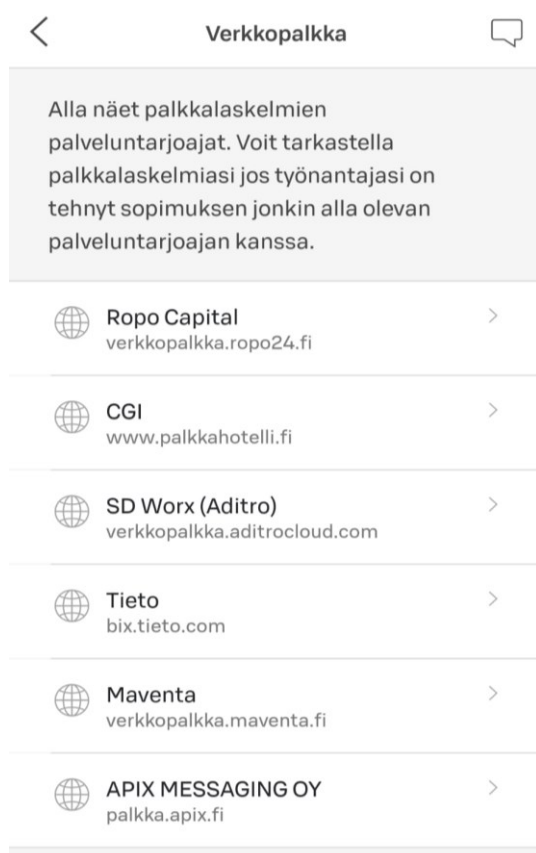 Verkkopalkka
Alla näet palkkalaskelmien
palveluntarjoajat. Voit tarkastella
palkkalaskelmiasi jos työnantajasi on
tehnyt sopimuksen jonkin alla olevan
palveluntarjoajan kanssa.
Ropo Capital
verkkopalkka.ropo24.fi
CGI
www.palkkahotelli.fi
SD Worx (Aditro)
verkkopalkka.aditrocloud.com
Tieto
bix.tieto.com
Maventa
verkkopalkka.maventa.fi
APIX MESSAGING OY
palkka.apix.fi